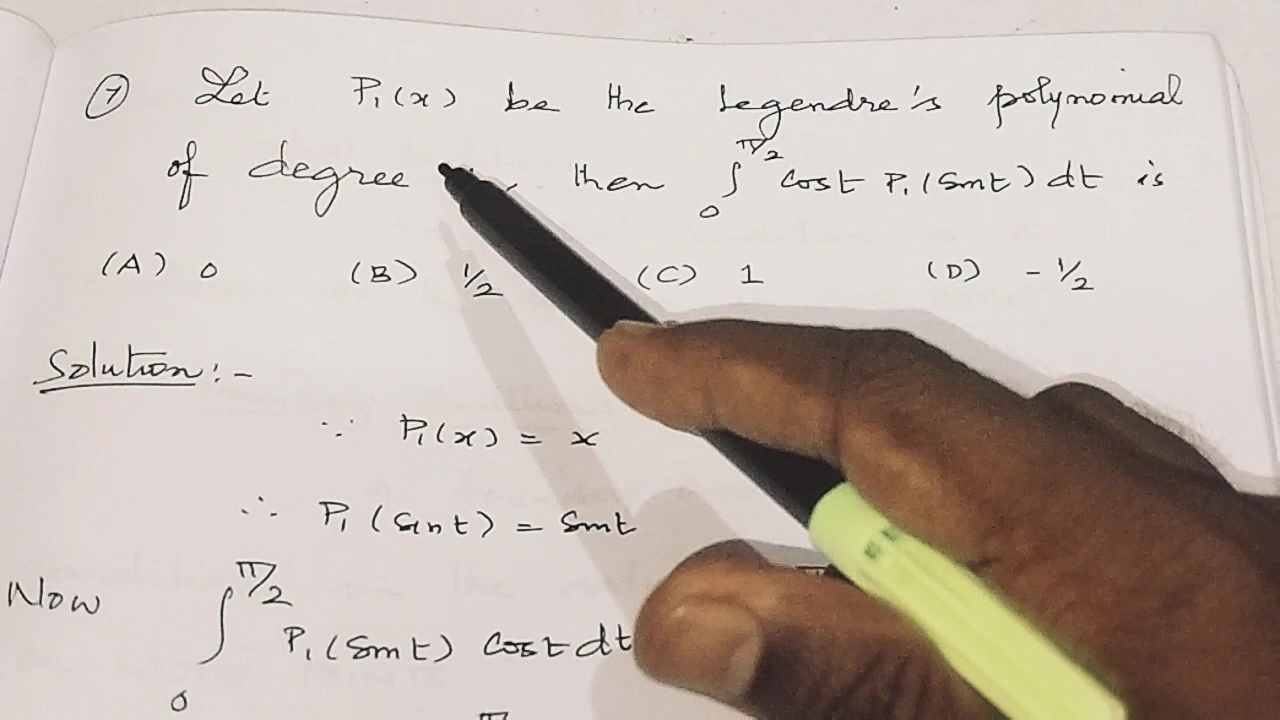 ⑦ Let P₁(x) be the Legendre's polynomial
of degree , then ∫₀^{π/2} cost P₁(Sint) dt is
(A) 0 (B) 1/2 (C) 1 (D) -1/2
Solution:-
∵ P₁(x) = x
∴ P₁(Sint) = Sint
Now ∫₀^{π/2} P₁(Sint) cost dt